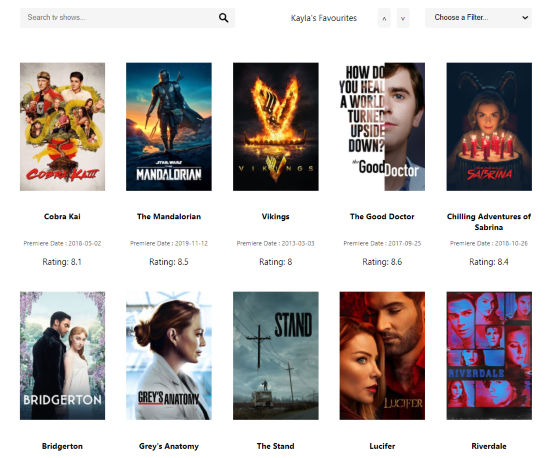 Search tv shows...
Kayla's Favourites
Choose a Filter...
COBRA KAI
STAR WARS
THE
MANDALORIAN
VIKINGS
HOW DO
YOU HEAL
A WORLD
TURNED
UPSIDE
DOWN?
the Good Doctor
SABRINA
Cobra Kai
The Mandalorian
Vikings
The Good Doctor
Chilling Adventures of
Sabrina
Premiere Date : 2018-05-02
Premiere Date : 2019-11-12
Premiere Date : 2013-03-03
Premiere Date : 2017-09-25
Premiere Date : 2018-10-26
Rating: 8.1
Rating: 8.5
Rating: 8
Rating: 8.6
Rating: 8.4
BRIDGERTON
GREY'S ANATOMY
THE
STAND
LUCIFER
RIVERDALE
Bridgerton
Grey's Anatomy
The Stand
Lucifer
Riverdale